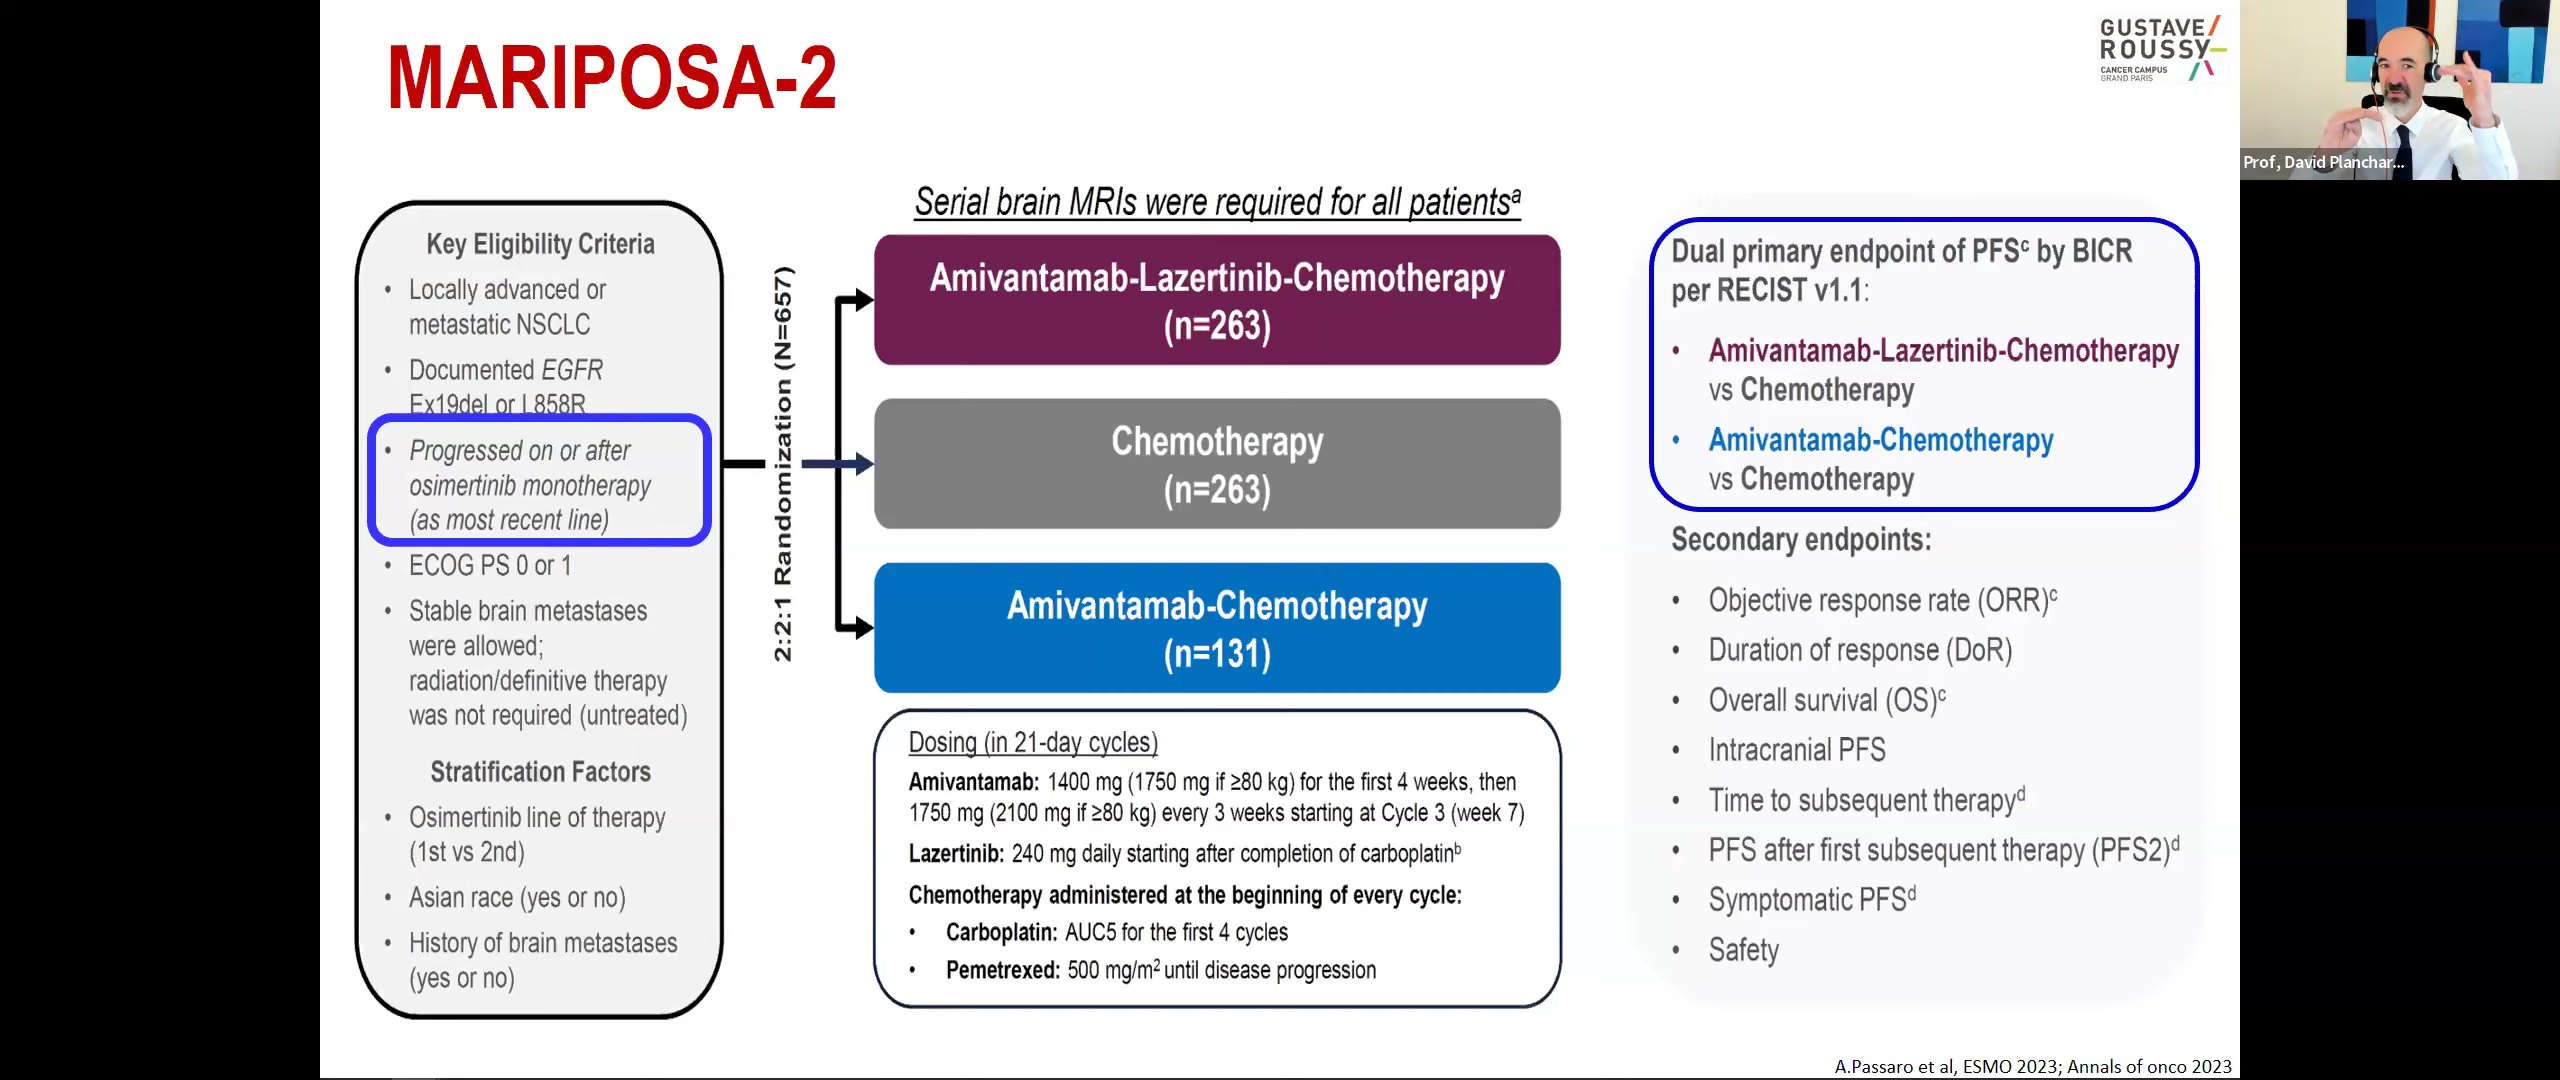 MARIPOSA-2
GUSTAVE/
ROUSSY
CANCER CAMPUS
GRAND PARIS
Prof, David Planchar...
Key Eligibility Criteria
• Locally advanced or
metastatic NSCLC
• Documented EGFR
Ex19del or L858R
• Progressed on or after
osimertinib monotherapy
(as most recent line)
• ECOG PS 0 or 1
• Stable brain metastases
were allowed;
radiation/definitive therapy
was not required (untreated)
Stratification Factors
• Osimertinib line of therapy
(1st vs 2nd)
• Asian race (yes or no)
• History of brain metastases
(yes or no)
2:2:1 Randomization (N=657)
Serial brain MRIs were required for all patientsᵃ
Amivantamab-Lazertinib-Chemotherapy
(n=263)
Chemotherapy
(n=263)
Amivantamab-Chemotherapy
(n=131)
Dosing (in 21-day cycles)
Amivantamab: 1400 mg (1750 mg if ≥80 kg) for the first 4 weeks, then
1750 mg (2100 mg if ≥80 kg) every 3 weeks starting at Cycle 3 (week 7)
Lazertinib: 240 mg daily starting after completion of carboplatinᵇ
Chemotherapy administered at the beginning of every cycle:
• Carboplatin: AUC5 for the first 4 cycles
• Pemetrexed: 500 mg/m² until disease progression
Dual primary endpoint of PFSᶜ by BICR
per RECIST v1.1:
• Amivantamab-Lazertinib-Chemotherapy
vs Chemotherapy
• Amivantamab-Chemotherapy
vs Chemotherapy
Secondary endpoints:
• Objective response rate (ORR)ᶜ
• Duration of response (DoR)
• Overall survival (OS)ᶜ
• Intracranial PFS
• Time to subsequent therapyᵈ
• PFS after first subsequent therapy (PFS2)ᵈ
• Symptomatic PFSᵈ
• Safety
A.Passaro et al, ESMO 2023; Annals of onco 2023